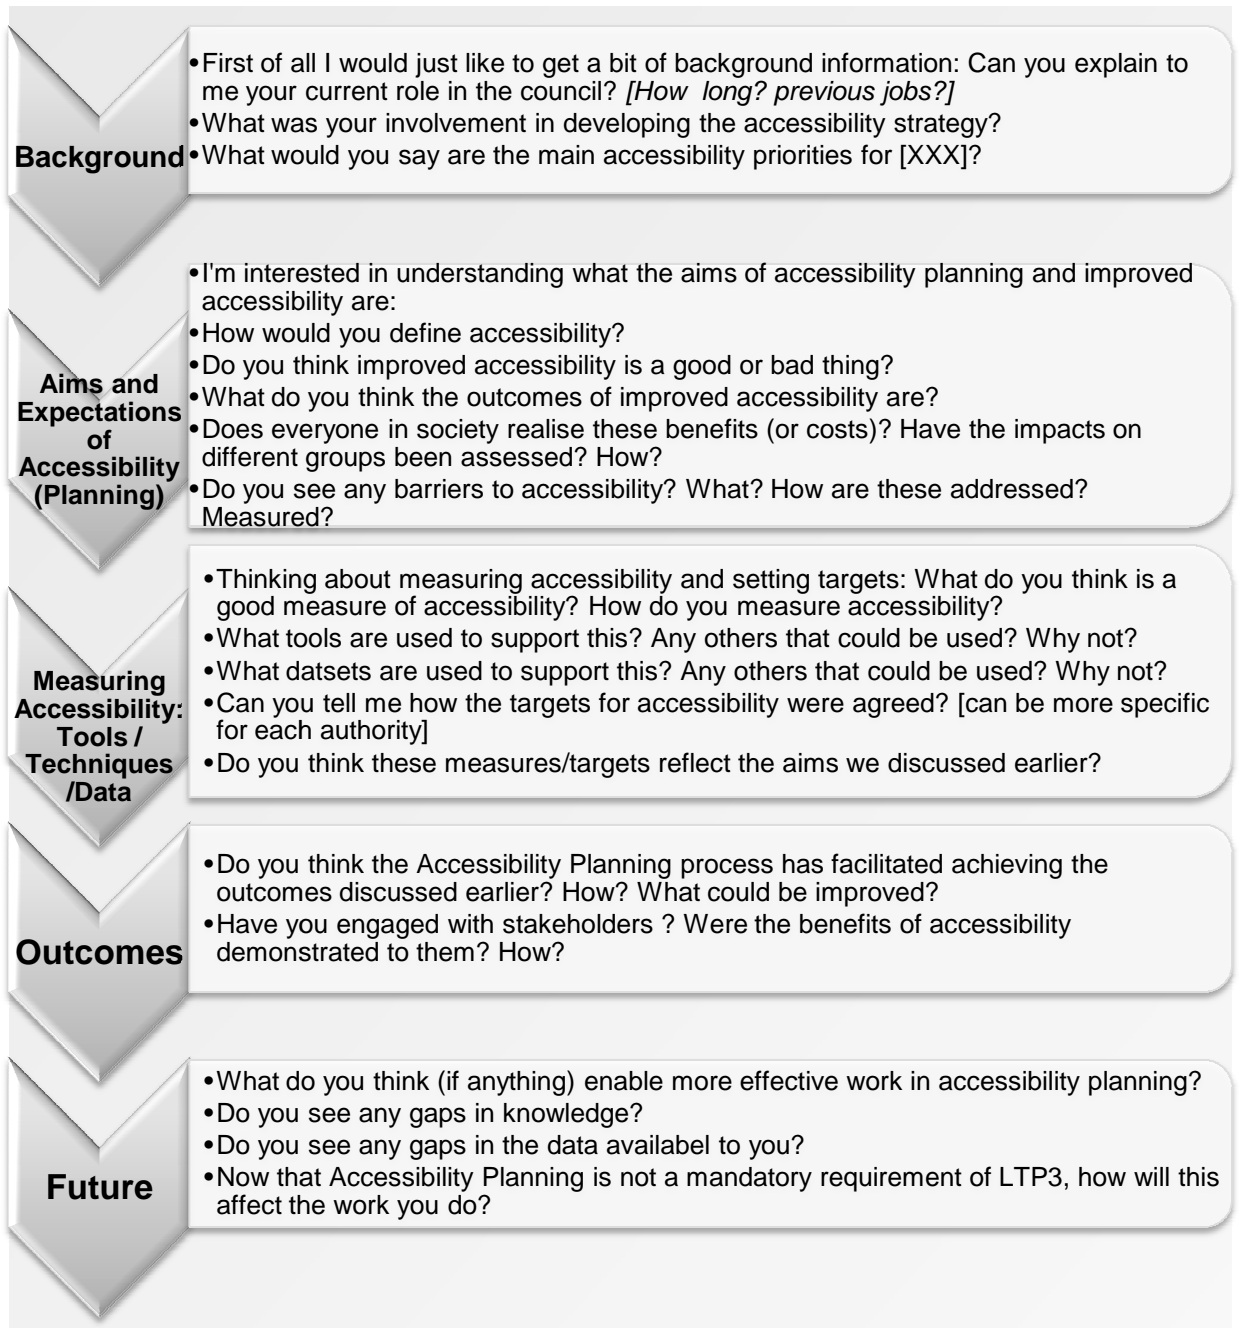 Background
•First of all I would just like to get a bit of background information: Can you explain to
me your current role in the council? [How long? previous jobs?]
•What was your involvement in developing the accessibility strategy?
•What would you say are the main accessibility priorities for [XXX]?
Aims and
Expectations
of
Accessibility
(Planning)
•I'm interested in understanding what the aims of accessibility planning and improved
accessibility are:
•How would you define accessibility?
•Do you think improved accessibility is a good or bad thing?
•What do you think the outcomes of improved accessibility are?
•Does everyone in society realise these benefits (or costs)? Have the impacts on
different groups been assessed? How?
•Do you see any barriers to accessibility? What? How are these addressed?
Measured?
Measuring
Accessibility:
Tools /
Techniques
/Data
•Thinking about measuring accessibility and setting targets: What do you think is a
good measure of accessibility? How do you measure accessibility?
•What tools are used to support this? Any others that could be used? Why not?
•What datsets are used to support this? Any others that could be used? Why not?
•Can you tell me how the targets for accessibility were agreed? [can be more specific
for each authority]
•Do you think these measures/targets reflect the aims we discussed earlier?
Outcomes
•Do you think the Accessibility Planning process has facilitated achieving the
outcomes discussed earlier? How? What could be improved?
•Have you engaged with stakeholders ? Were the benefits of accessibility
demonstrated to them? How?
Future
•What do you think (if anything) enable more effective work in accessibility planning?
•Do you see any gaps in knowledge?
•Do you see any gaps in the data availabel to you?
•Now that Accessibility Planning is not a mandatory requirement of LTP3, how will this
affect the work you do?